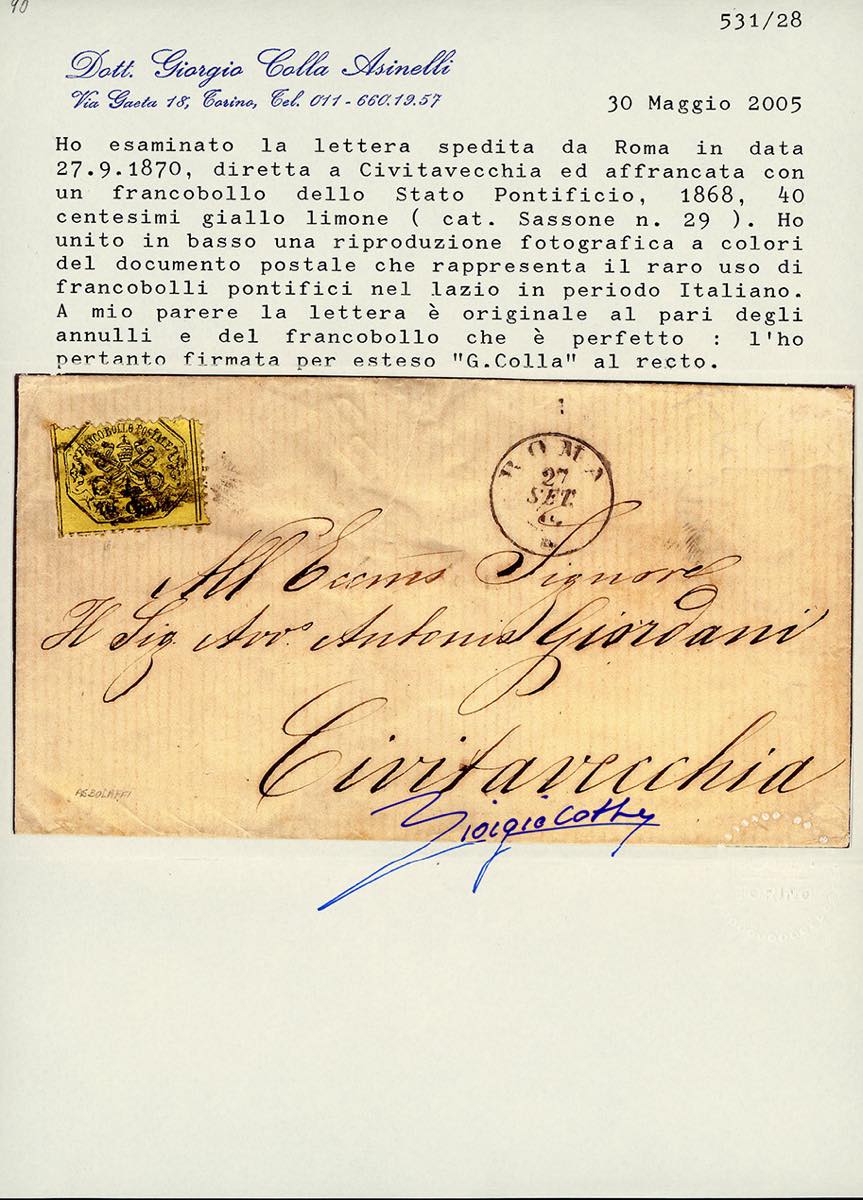 90
531/28
Dott. Giorgio Colla Asinelli
Via Gaeta 18, Torino, Tel. 011-660.19.57
30 Maggio 2005
Ho esaminato la lettera spedita da Roma in data
27.9.1870, diretta a Civitavecchia ed affrancata con
un francobollo dello Stato Pontificio, 1868, 40
centesimi giallo limone ( cat. Sassone n. 29 ). Ho
unito in basso una riproduzione fotografica a colori
del documento postale che rappresenta il raro uso di
francobolli pontifici nel lazio in periodo Italiano.
A mio parere la lettera è originale al pari degli
annulli e del francobollo che è perfetto : l'ho
pertanto firmata per esteso "G.Colla" al recto.
FRANCOBOLLO POSTALE
ROMA
27
SET.
All Eccmo Signore
Il Sig Avvo Antonio Giordani
Civitavecchia
Giorgio Colla
TORINO